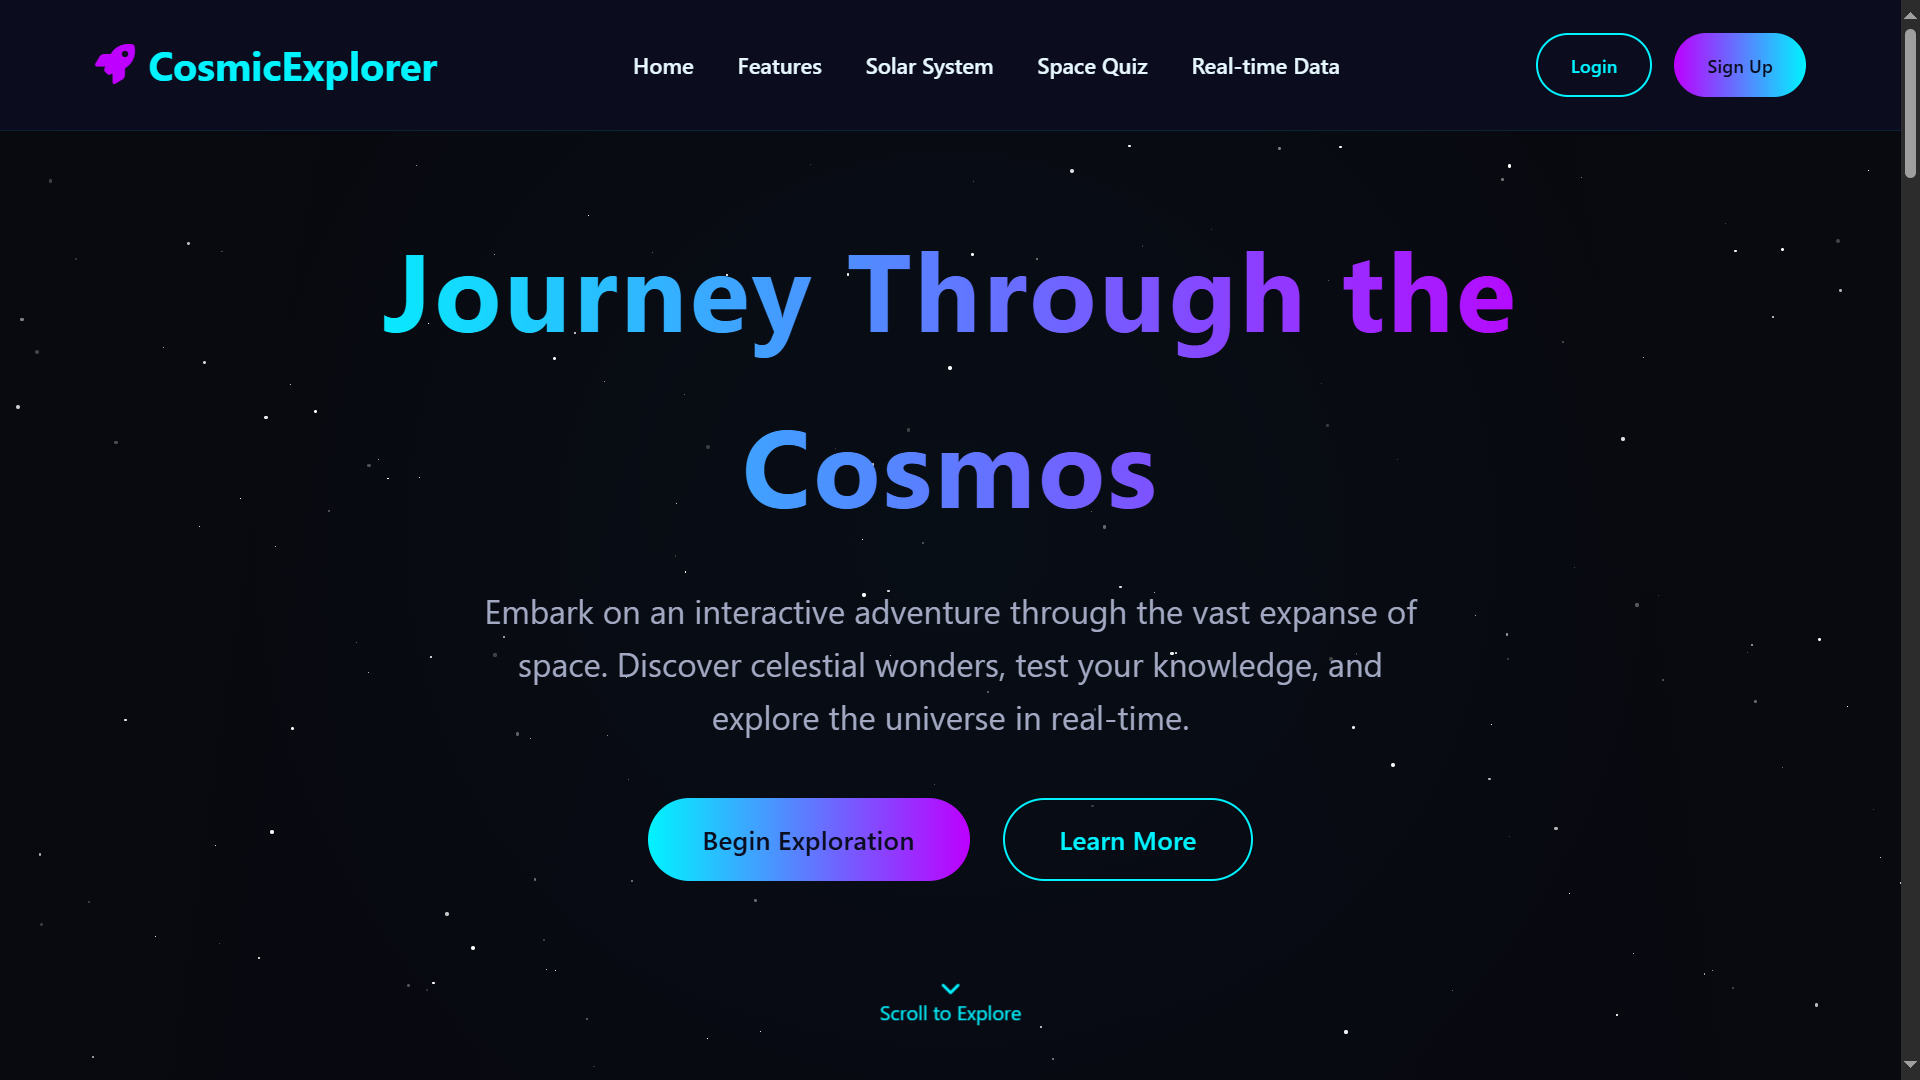 CosmicExplorer
Home
Features
Solar System
Space Quiz
Real-time Data
Login
Sign Up
Journey Through the
Cosmos
Embark on an interactive adventure through the vast expanse of
space. Discover celestial wonders, test your knowledge, and
explore the universe in real-time.
Begin Exploration
Learn More
Scroll to Explore